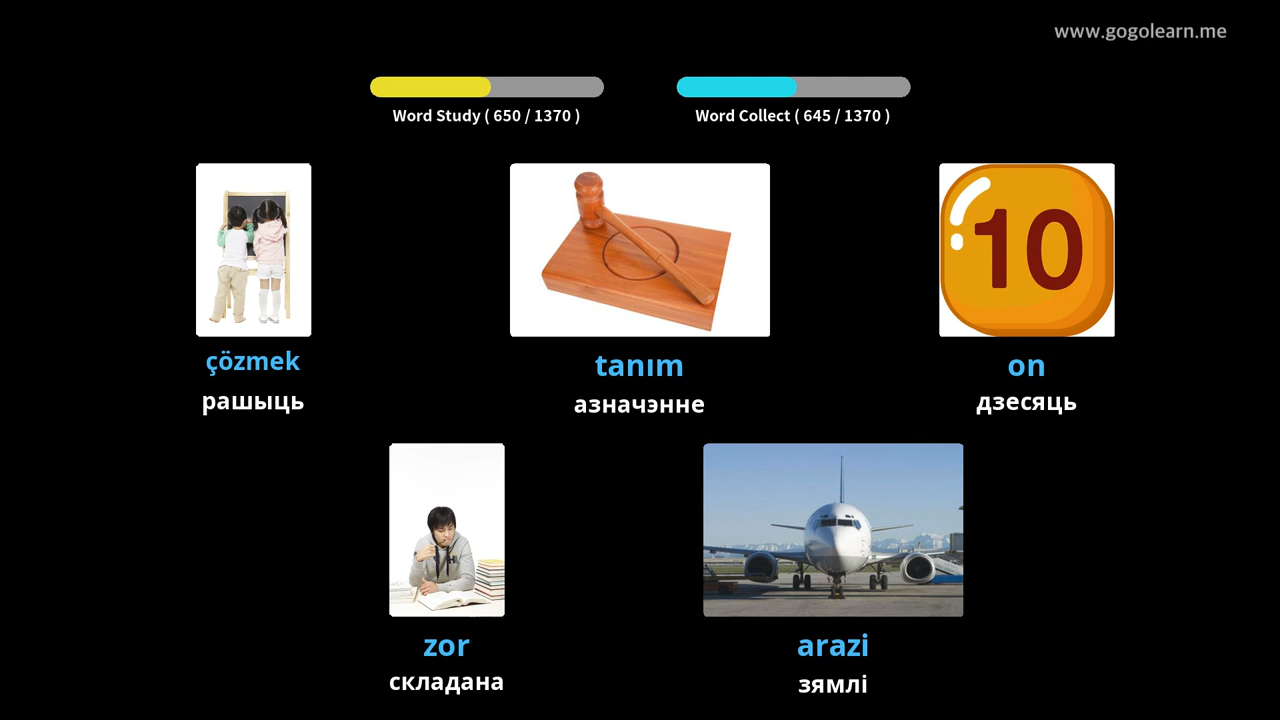 www.gogolearn.me
Word Study ( 650 / 1370 )
Word Collect ( 645 / 1370 )
10
çözmek
рашыць
tanım
азначэнне
on
дзесяць
zor
складана
arazi
зямлі